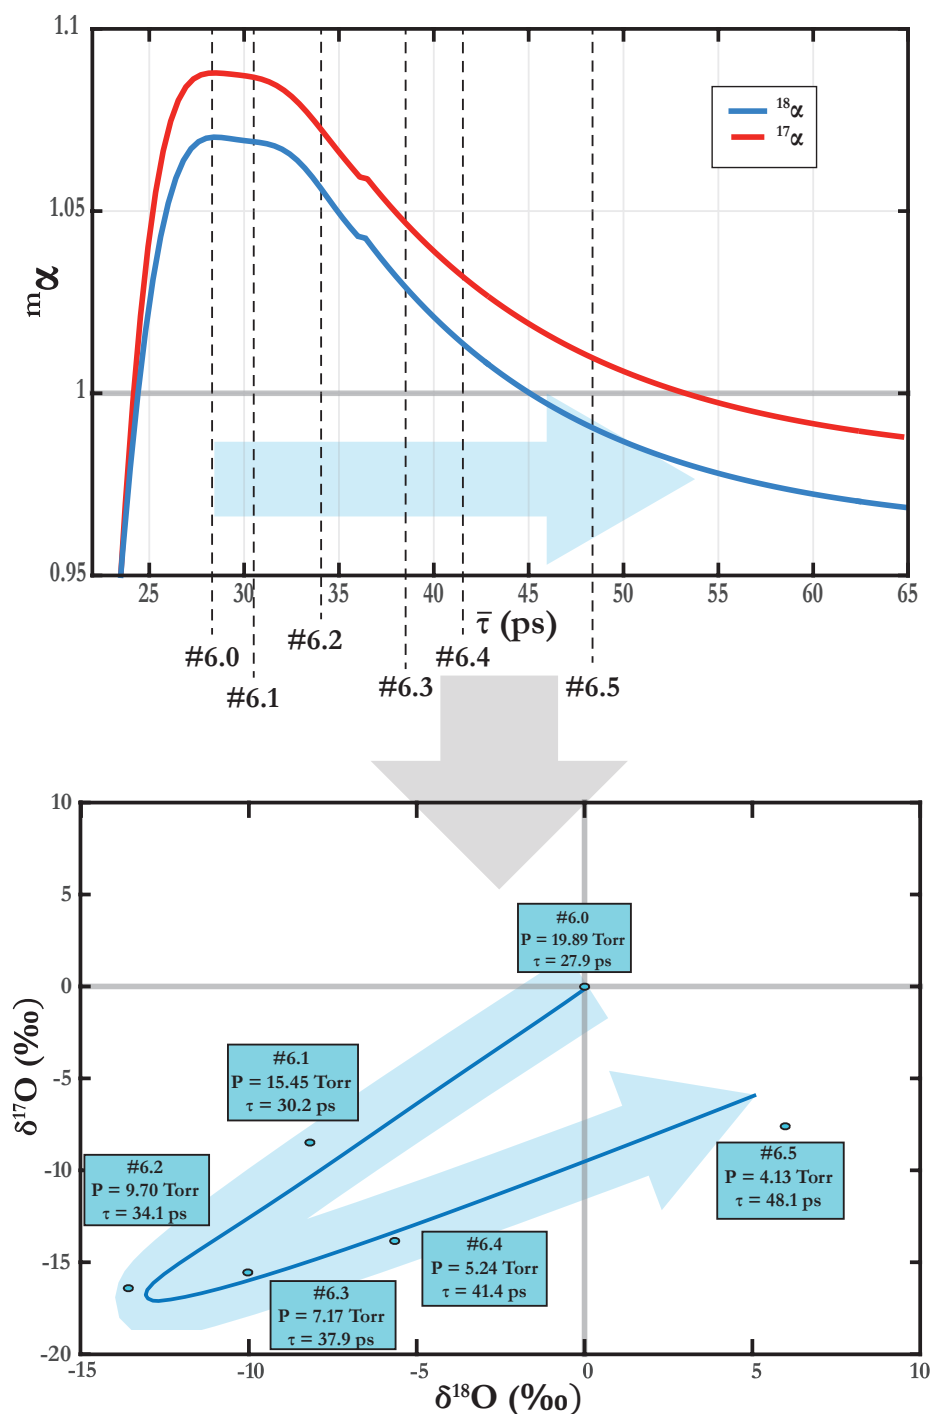 1.1
1.05
1
0.95
ᵐα
¹⁸α
¹⁷α
25
30
35
40
45
50
55
60
65
τ̄ (ps)
#6.0
#6.1
#6.2
#6.3
#6.4
#6.5
10
5
0
-5
-10
-15
-20
δ¹⁷O (‰)
#6.0
P = 19.89 Torr
τ = 27.9 ps
#6.1
P = 15.45 Torr
τ = 30.2 ps
#6.2
P = 9.70 Torr
τ = 34.1 ps
#6.5
P = 4.13 Torr
τ = 48.1 ps
#6.4
P = 5.24 Torr
τ = 41.4 ps
#6.3
P = 7.17 Torr
τ = 37.9 ps
-15
-10
-5
0
5
10
δ¹⁸O (‰)